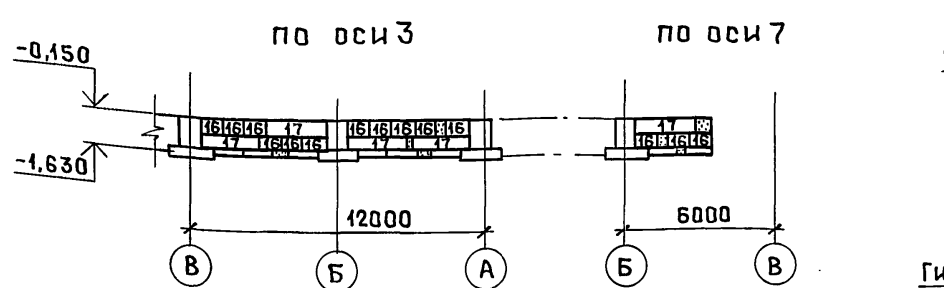 по оси 3
по оси 7
-0,150
16 16 16 17
16 16 16 16 16
17
17 16 16 16
17 17
16 16 16
-1,630
12000
6000
В
Б
А
Б
В